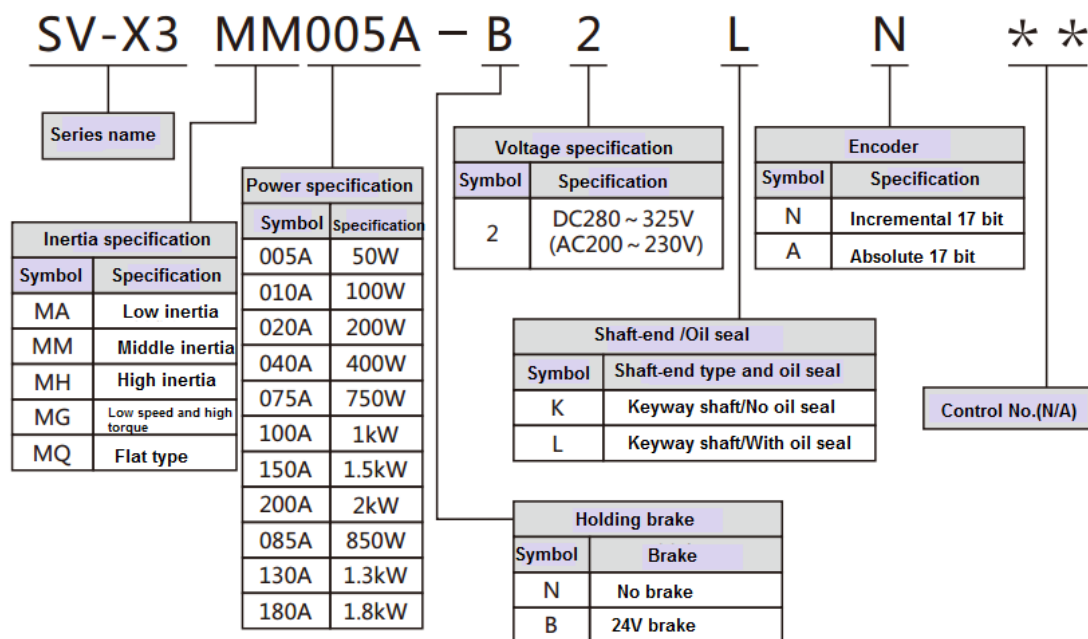 SV-X3 MM005A - B 2 L N * *
Series name
Inertia specification
Symbol Specification
MA Low inertia
MM Middle inertia
MH High inertia
MG Low speed and high
torque
MQ Flat type
Power specification
Symbol Specification
005A 50W
010A 100W
020A 200W
040A 400W
075A 750W
100A 1kW
150A 1.5kW
200A 2kW
085A 850W
130A 1.3kW
180A 1.8kW
Voltage specification
Symbol Specification
2 DC280~325V
(AC200~230V)
Encoder
Symbol Specification
N Incremental 17 bit
A Absolute 17 bit
Shaft-end /Oil seal
Symbol Shaft-end type and oil seal
K Keyway shaft/No oil seal
L Keyway shaft/With oil seal
Control No.(N/A)
Holding brake
Symbol Brake
N No brake
B 24V brake